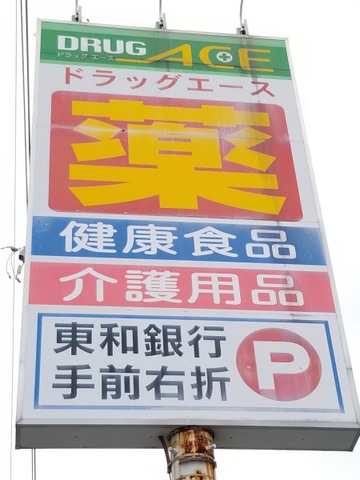 DRUG ACE
ドラッグエース
ドラッグエース
薬
健康食品
介護用品
東和銀行
手前右折
P